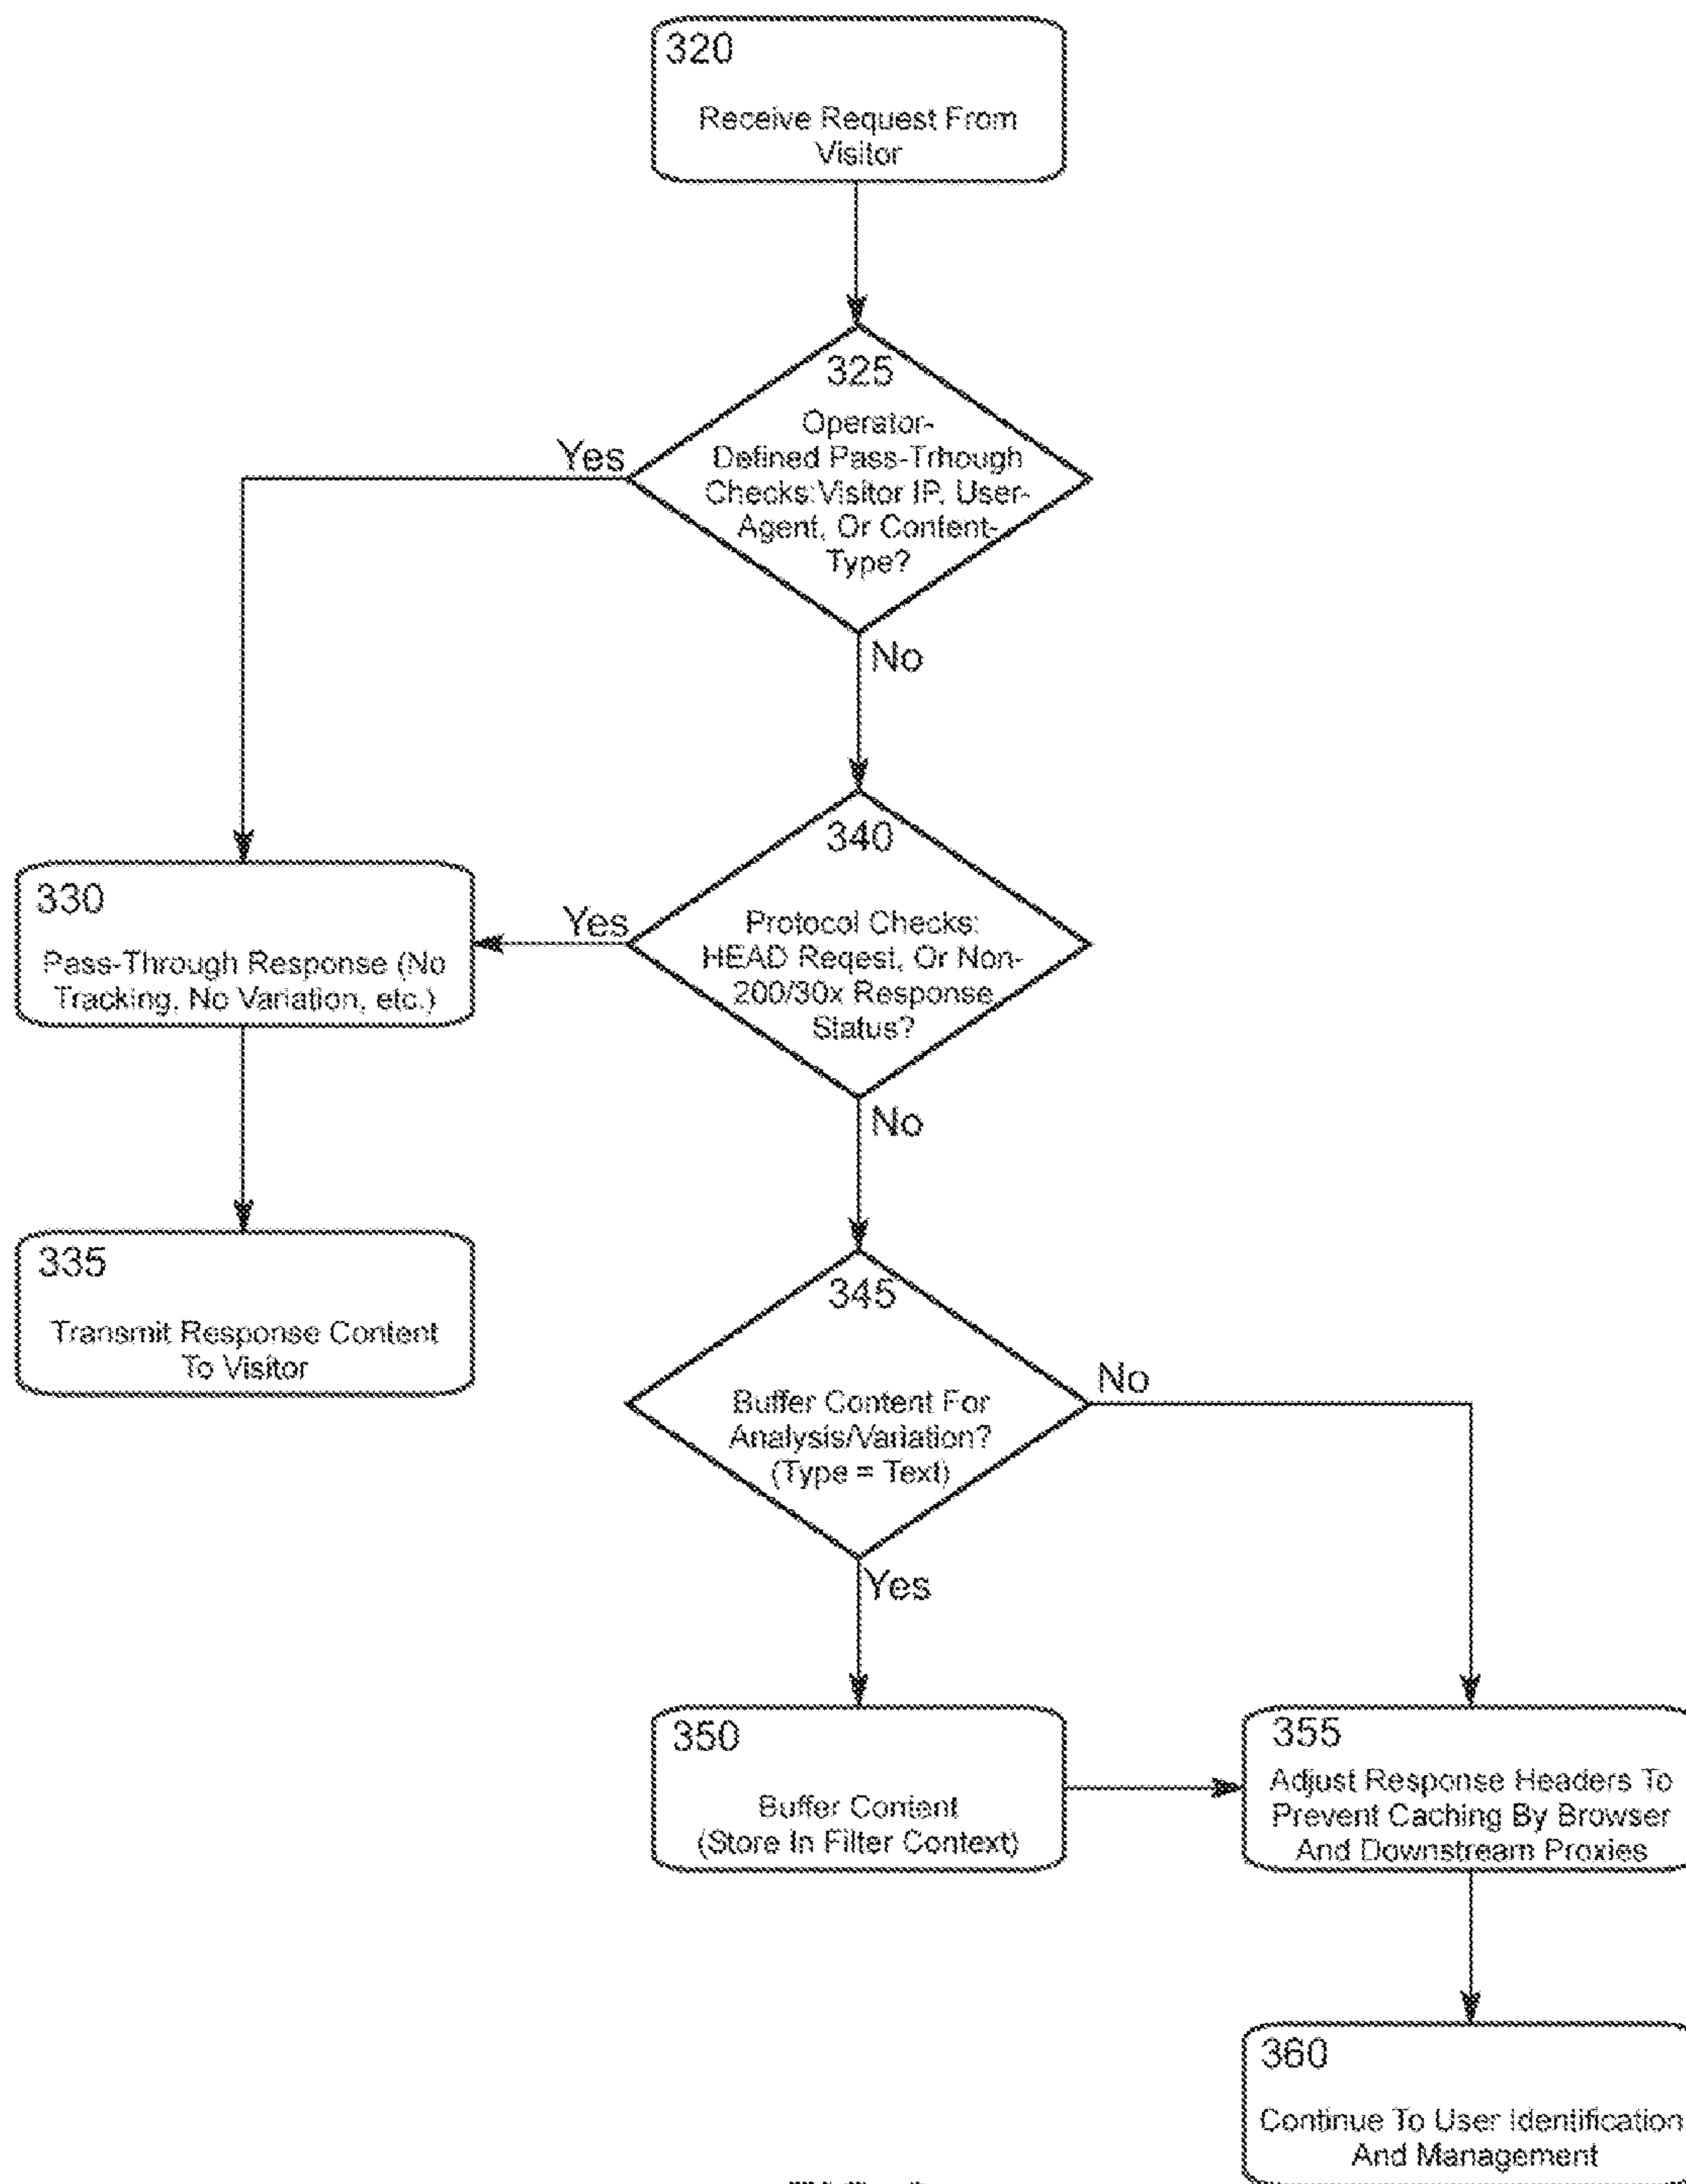 320
Receive Request From
Visitor
325
Operator-
Defined Pass-Trhough
Checks:Visitor IP, User-
Agent, Or Content-
Type?
Yes
No
340
Protocol Checks:
HEAD Reqest, Or Non-
200/30x Response
Status?
Yes
No
330
Pass-Through Response (No
Tracking, No Variation, etc.)
335
Transmit Response Content
To Visitor
345
Buffer Content For
Analysis/Variation?
(Type = Text)
No
Yes
350
Buffer Content
(Store In Filter Context)
355
Adjust Response Headers To
Prevent Caching By Browser
And Downstream Proxies
360
Continue To User Identification
And Management